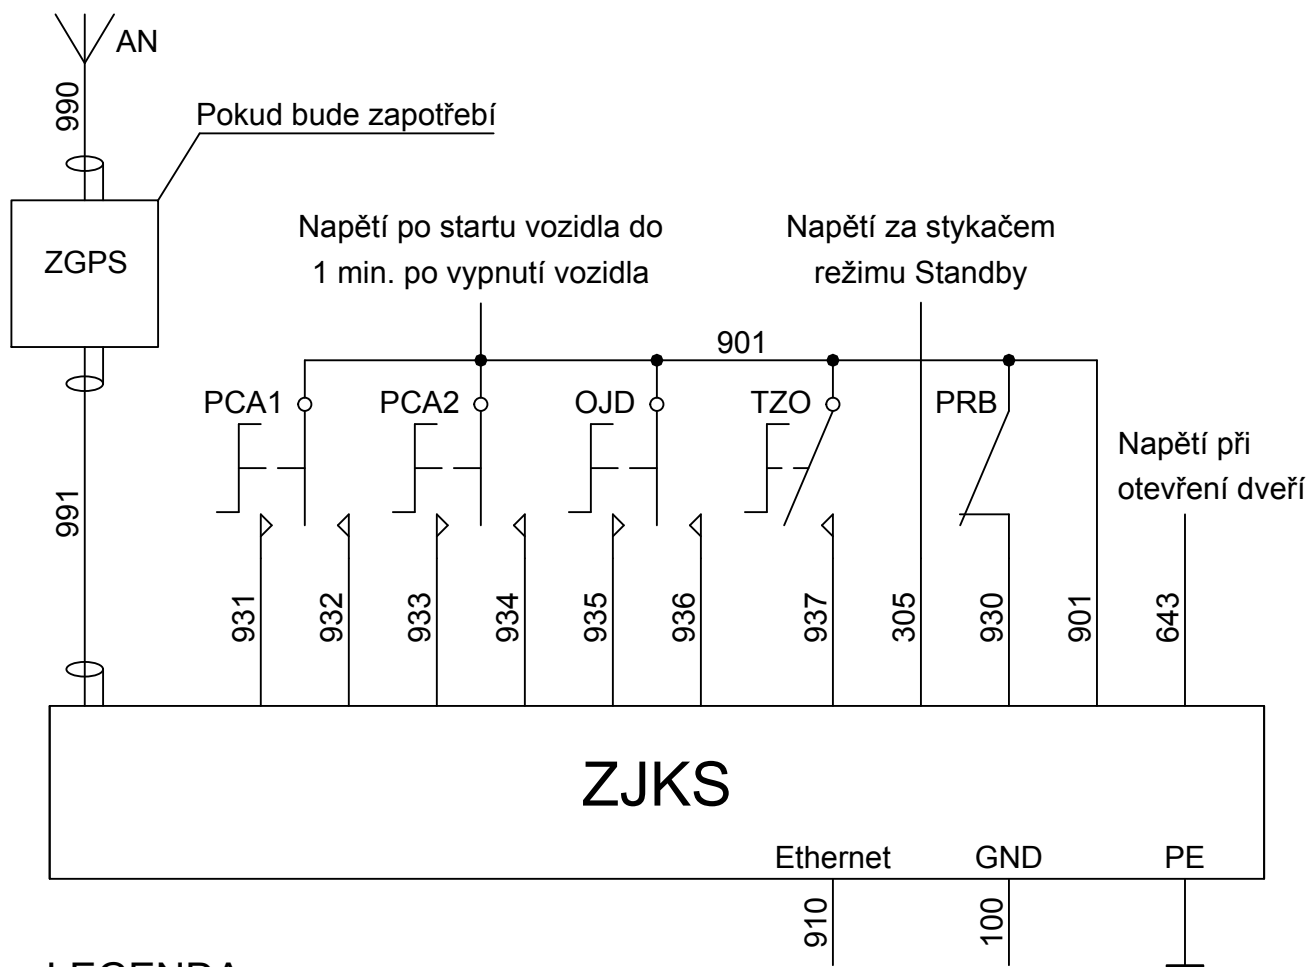 AN
990
Pokud bude zapotřebí
ZGPS
Napětí po startu vozidla do
1 min. po vypnutí vozidla
Napětí za stykačem
režimu Standby
901
PCA1
PCA2
OJD
TZO
PRB
Napětí při
otevření dveří
991
931
932
933
934
935
936
937
305
930
901
643
ZJKS
Ethernet
GND
PE
910
100
LEGENDA